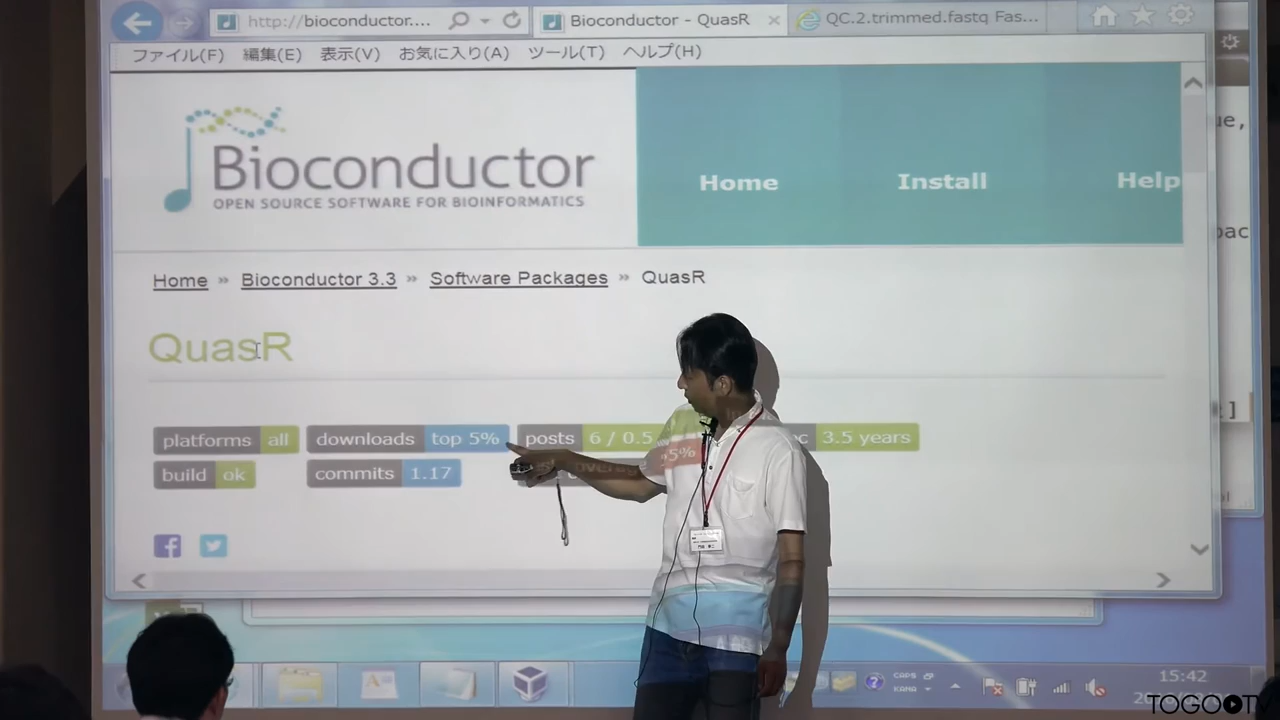 http://bioconductor....
Bioconductor - QuasR
QC.2.trimmed.fastq Fas...
ファイル(F) 編集(E) 表示(V) お気に入り(A) ツール(T) ヘルプ(H)
Bioconductor
OPEN SOURCE SOFTWARE FOR BIOINFORMATICS
Home Install Help
Home » Bioconductor 3.3 » Software Packages » QuasR
QuasR
platforms all downloads top 5% posts 6 / 0.5 3.5 years
build ok commits 1.17
CAPS
KANA
15:42
TOGOTV